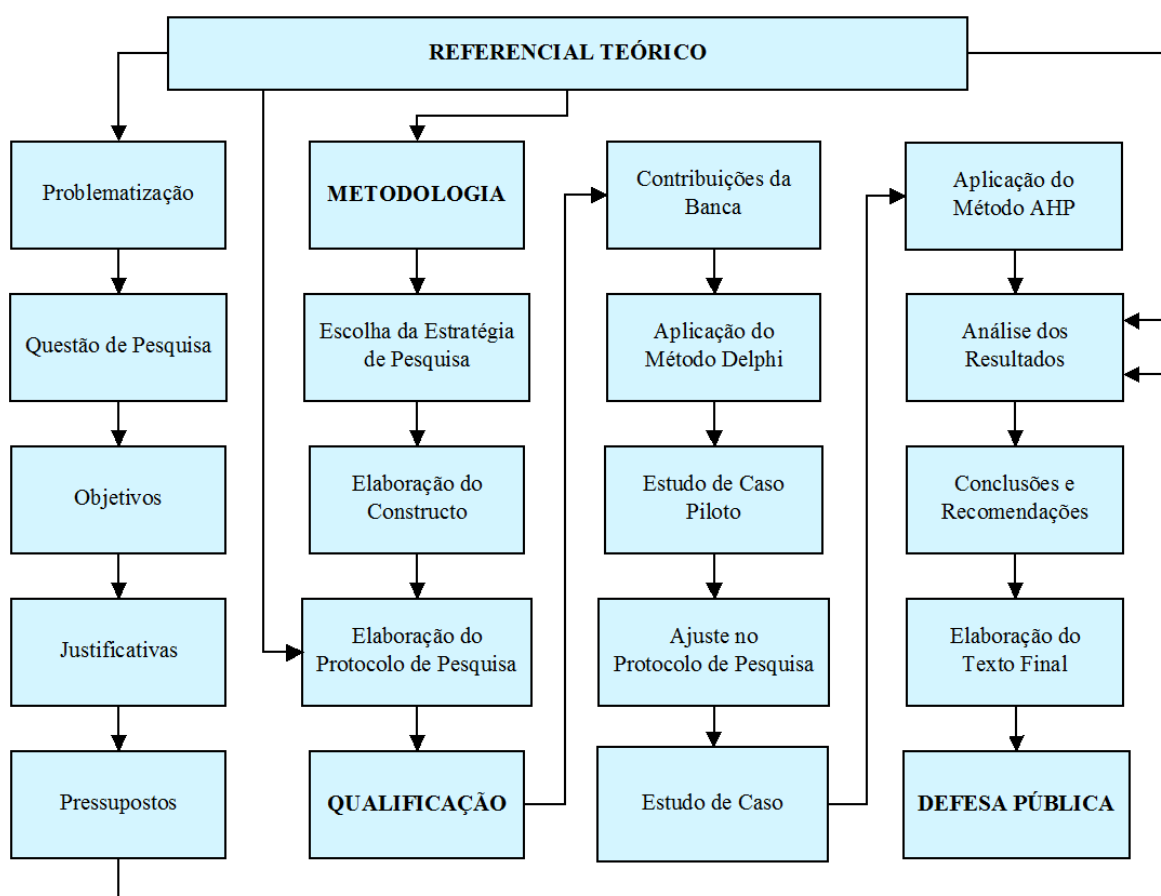 REFERENCIAL TEÓRICO
Problematização
Questão de Pesquisa
Objetivos
Justificativas
Pressupostos
METODOLOGIA
Escolha da Estratégia
de Pesquisa
Elaboração do
Constructo
Elaboração do
Protocolo de Pesquisa
QUALIFICAÇÃO
Contribuições da
Banca
Aplicação do
Método Delphi
Estudo de Caso
Piloto
Ajuste no
Protocolo de Pesquisa
Estudo de Caso
Aplicação do
Método AHP
Análise dos
Resultados
Conclusões e
Recomendações
Elaboração do
Texto Final
DEFESA PÚBLICA